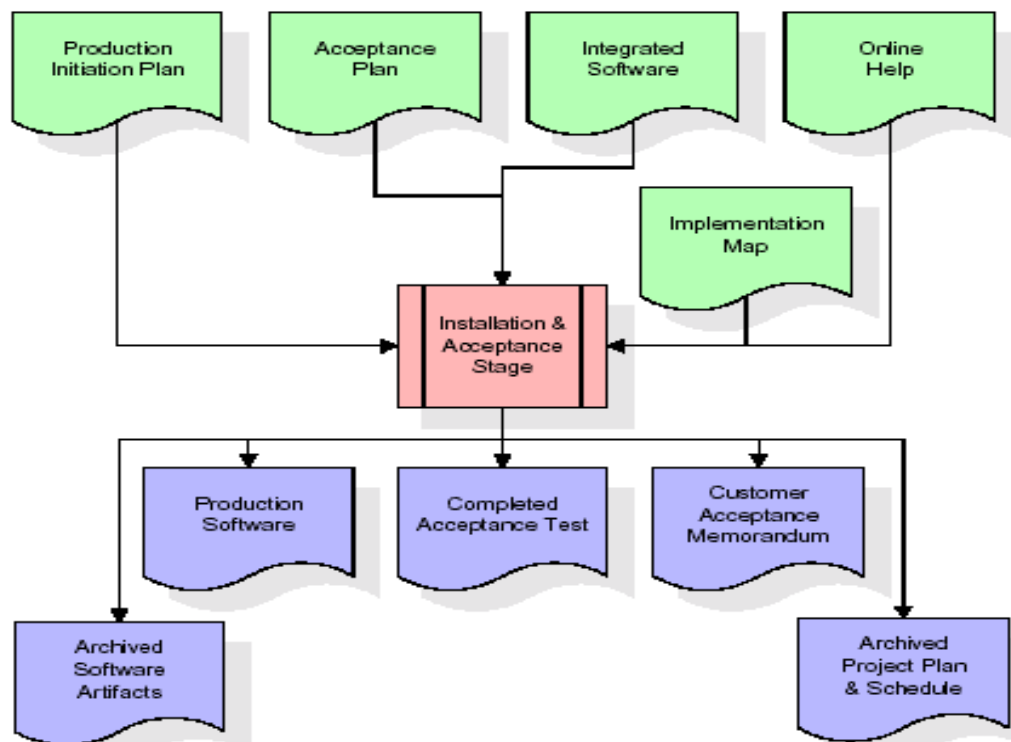 Production
Initiation Plan
Acceptance
Plan
Integrated
Software
Online
Help
Implementation
Map
Installation &
Acceptance
Stage
Production
Software
Completed
Acceptance Test
Customer
Acceptance
Memorandum
Archived
Software
Artifacts
Archived
Project Plan
& Schedule